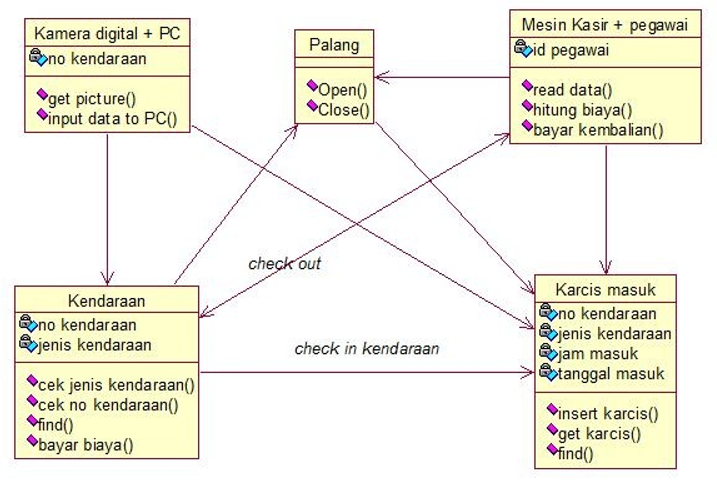 Kamera digital + PC
no kendaraan
get picture()
input data to PC()
Palang
Open()
Close()
Mesin Kasir + pegawai
id pegawai
read data()
hitung biaya()
bayar kembalian()
check out
Kendaraan
no kendaraan
jenis kendaraan
cek jenis kendaraan()
cek no kendaraan()
find()
bayar biaya()
check in kendaraan
Karcis masuk
no kendaraan
jenis kendaraan
jam masuk
tanggal masuk
insert karcis()
get karcis()
find()